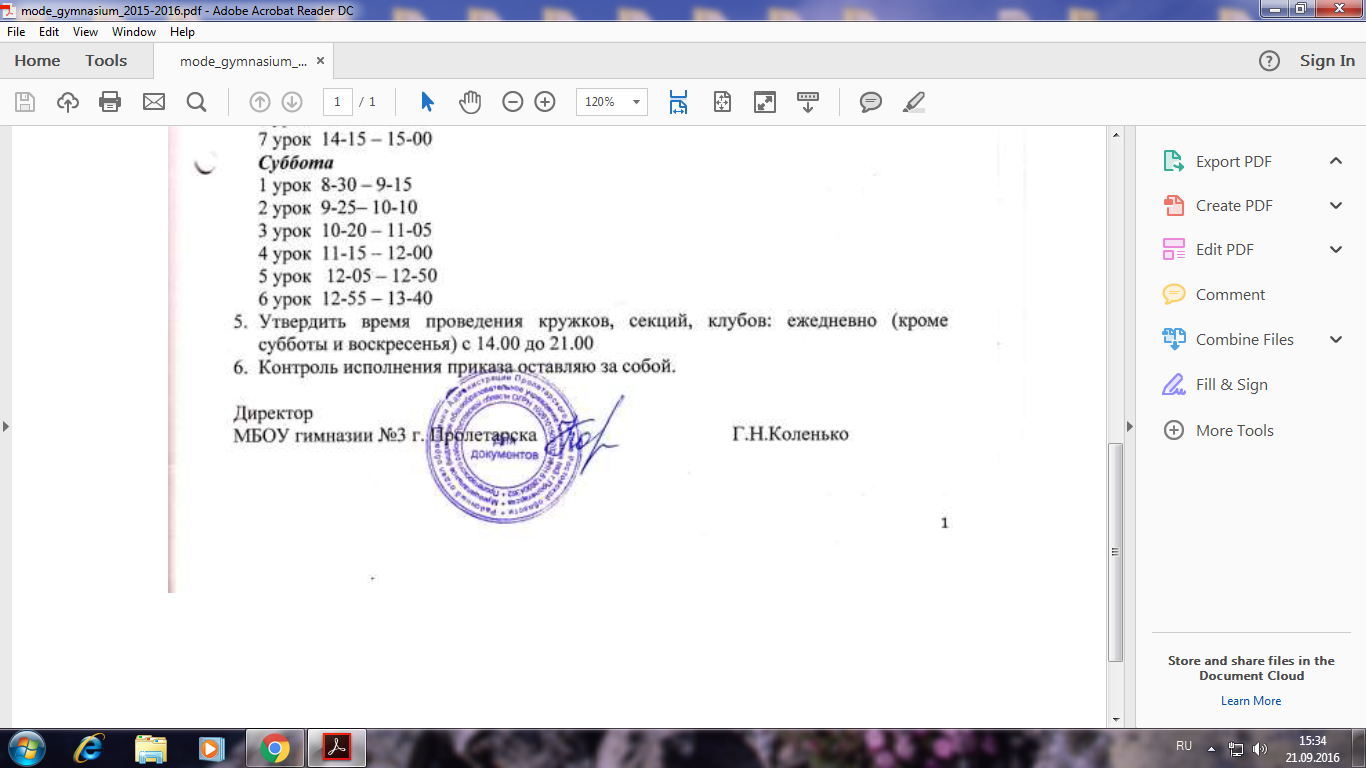 mode_gymnasium_2015-2016.pdf - Adobe Acrobat Reader DC
File Edit View Window Help
Home Tools mode_gymnasium_... × Sign In
1 / 1 120%
7 урок 14-15 – 15-00
Суббота
1 урок 8-30 – 9-15
2 урок 9-25– 10-10
3 урок 10-20 – 11-05
4 урок 11-15 – 12-00
5 урок 12-05 – 12-50
6 урок 12-55 – 13-40
5. Утвердить время проведения кружков, секций, клубов: ежедневно (кроме
субботы и воскресенья) с 14.00 до 21.00
6. Контроль исполнения приказа оставляю за собой.
Директор
МБОУ гимназии №3 г. Пролетарска Г.Н.Коленько
Для
документов
1
Export PDF
Create PDF
Edit PDF
Comment
Combine Files
Fill & Sign
More Tools
Store and share files in the
Document Cloud
Learn More
RU 15:34
21.09.2016